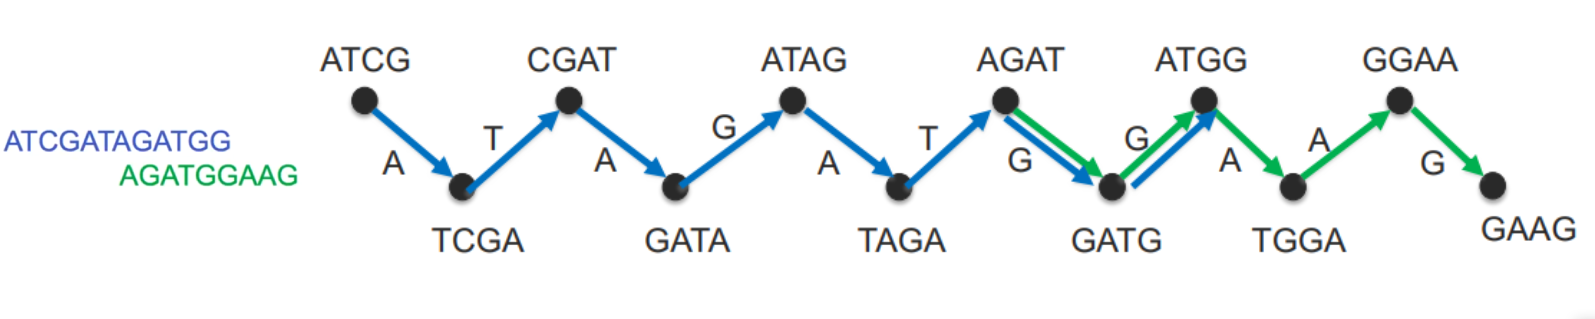 ATCG CGAT ATAG AGAT ATGG GGAA
ATCGATAGATGG
AGATGGAAG
A T A G A T G G A A G
TCGA GATA TAGA GATG TGGA GAAG